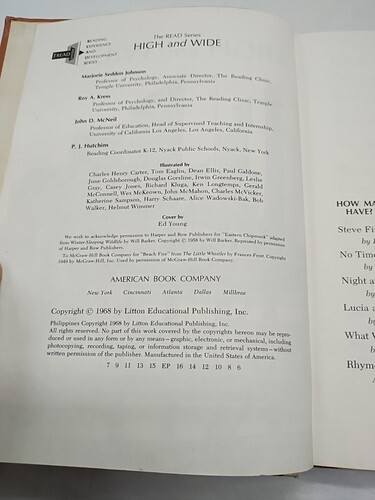 READ
READING
EXPERIENCE
AND
DEVELOPMENT
SERIES
The READ Series
HIGH and WIDE
Marjorie Seddon Johnson
Professor of Psychology, Associate Director, The Reading Clinic,
Temple University, Philadelphia, Pennsylvania
Roy A. Kress
Professor of Psychology, and Director, The Reading Clinic, Temple
University, Philadelphia, Pennsylvania
John D. McNeil
Professor of Education, Head of Supervised Teaching and Internship,
University of California Los Angeles, Los Angeles, California
P. J. Hutchins
Reading Coordinator K-12, Nyack Public Schools, Nyack, New York
Illustrated by
Charles Henry Carter, Tom Eaglin, Dean Ellis, Paul Galdone,
June Goldsborough, Douglas Gorsline, Irwin Greenberg, Leslie
Gray, Casey Jones, Richard Kluga, Ken Longtemps, Gerald
McConnell, Wes McKeown, John McMahon, Charles McVicker,
Katherine Sampson, Harry Schaare, Alice Wadowski-Bak, Bob
Walker, Helmut Wimmer
Cover by
Ed Young
We wish to acknowledge permission to Harper and Row Publishers for "Eastern Chipmunk" adapted
from Winter-Sleeping Wildlife by Will Barker. Copyright © 1958 by Will Barker. Reprinted by permission
of Harper and Row Publishers.
To McGraw-Hill Book Company for "Beach Fire" from The Little Whistler by Frances Frost. Copyright
1949 by McGraw-Hill, Inc. Used by permission of McGraw-Hill Book Company.
AMERICAN BOOK COMPANY
New York Cincinnati Atlanta Dallas Millbrae
Copyright © 1968 by Litton Educational Publishing, Inc.
Philippines Copyright 1968 by Litton Educational Publishing, Inc.
All rights reserved. No part of this work covered by the copyrights hereon may be repro-
duced or used in any form or by any means—graphic, electronic, or mechanical, including
photocopying, recording, taping, or information storage and retrieval systems—without
written permission of the publisher. Manufactured in the United States of America.
7 9 11 13 15 EP 16 14 12 10 8 6
HOW MA
HAVE?
Steve Fi
No Time
Night a
Lucia a
What V
Rhyme